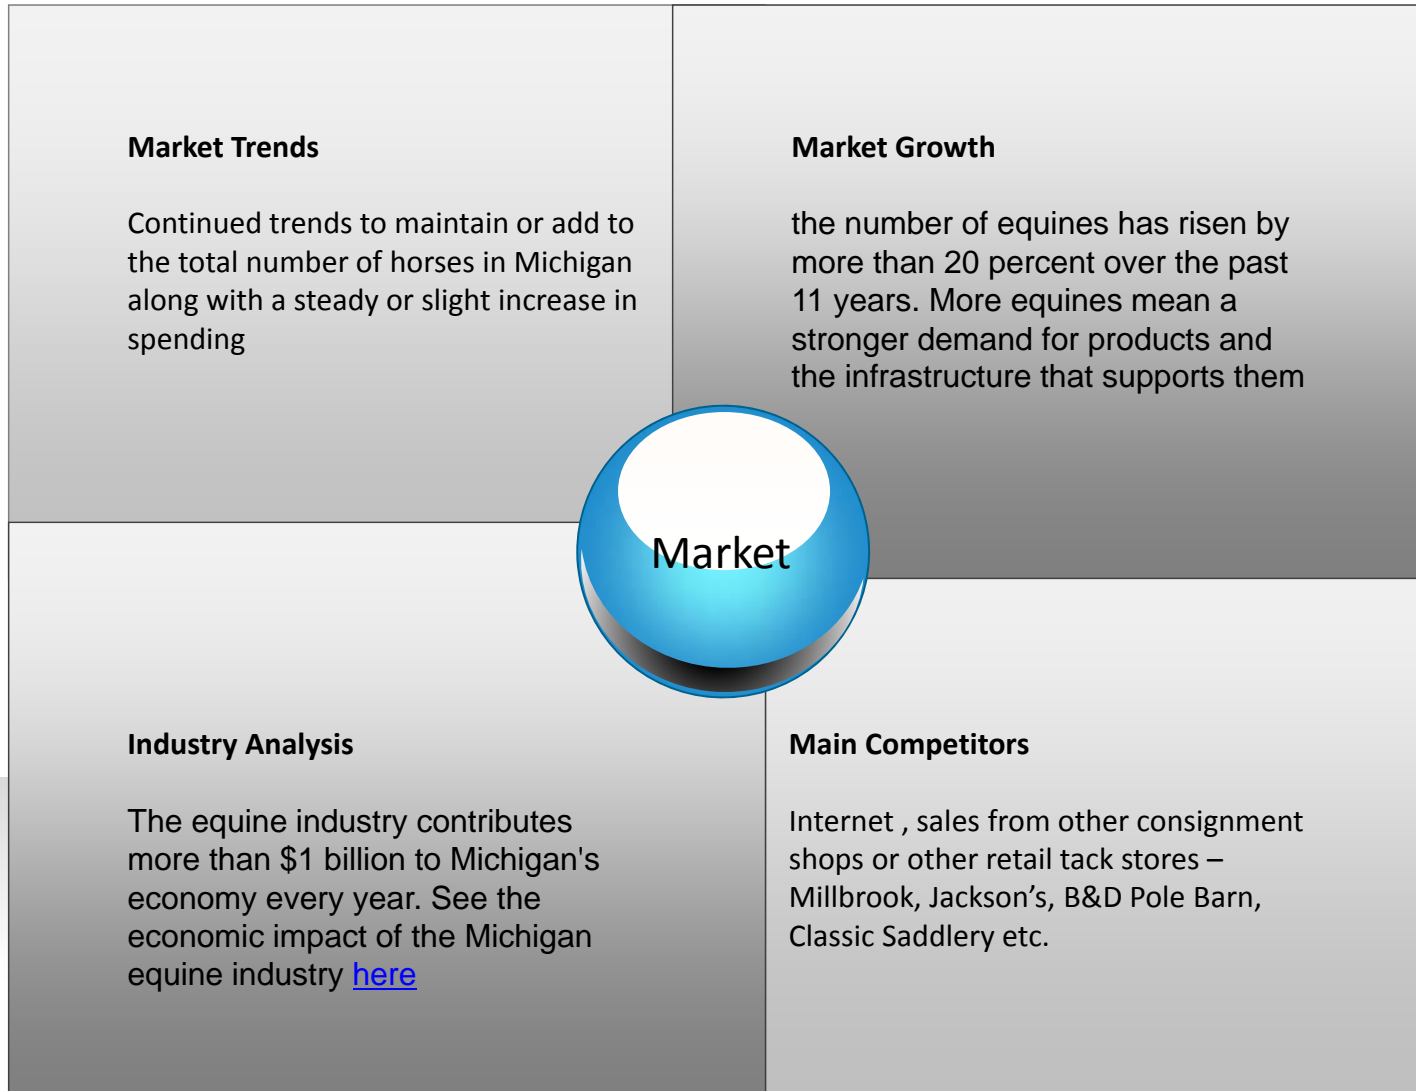 Market Trends
Continued trends to maintain or add to
the total number of horses in Michigan
along with a steady or slight increase in
spending
Market Growth
the number of equines has risen by
more than 20 percent over the past
11 years. More equines mean a
stronger demand for products and
the infrastructure that supports them
Market
Industry Analysis
The equine industry contributes
more than $1 billion to Michigan's
economy every year. See the
economic impact of the Michigan
equine industry here
Main Competitors
Internet , sales from other consignment
shops or other retail tack stores –
Millbrook, Jackson’s, B&D Pole Barn,
Classic Saddlery etc.